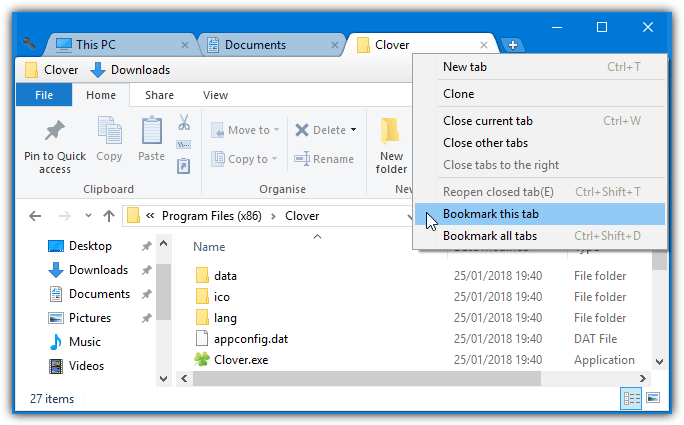 This PC
Documents
Clover
Clover
Downloads
File
Home
Share
View
Pin to Quick
access
Copy
Paste
Clipboard
Move to
Copy to
Delete
Rename
Organise
New
folder
New tab Ctrl+T
Clone
Close current tab Ctrl+W
Close other tabs
Close tabs to the right
Reopen closed tab(E) Ctrl+Shift+T
Bookmark this tab
Bookmark all tabs Ctrl+Shift+D
« Program Files (x86) > Clover
Desktop
Downloads
Documents
Pictures
Music
Videos
Name
data 25/01/2018 19:40 File folder
ico 25/01/2018 19:40 File folder
lang 25/01/2018 19:40 File folder
appconfig.dat 25/01/2018 19:40 DAT File
Clover.exe 25/01/2018 19:40 Application
27 items